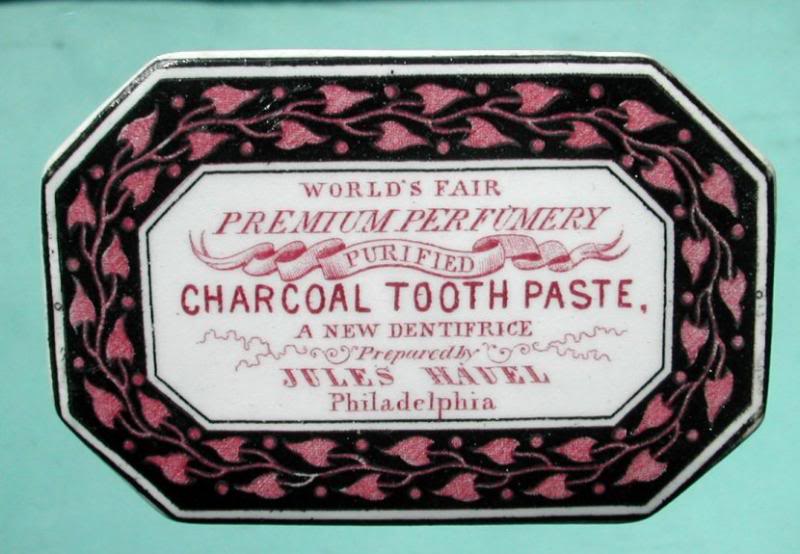 WORLD'S FAIR
PREMIUM PERFUMERY
PURIFIED
CHARCOAL TOOTH PASTE,
A NEW DENTIFRICE
Prepared by
JULES HAUEL
Philadelphia